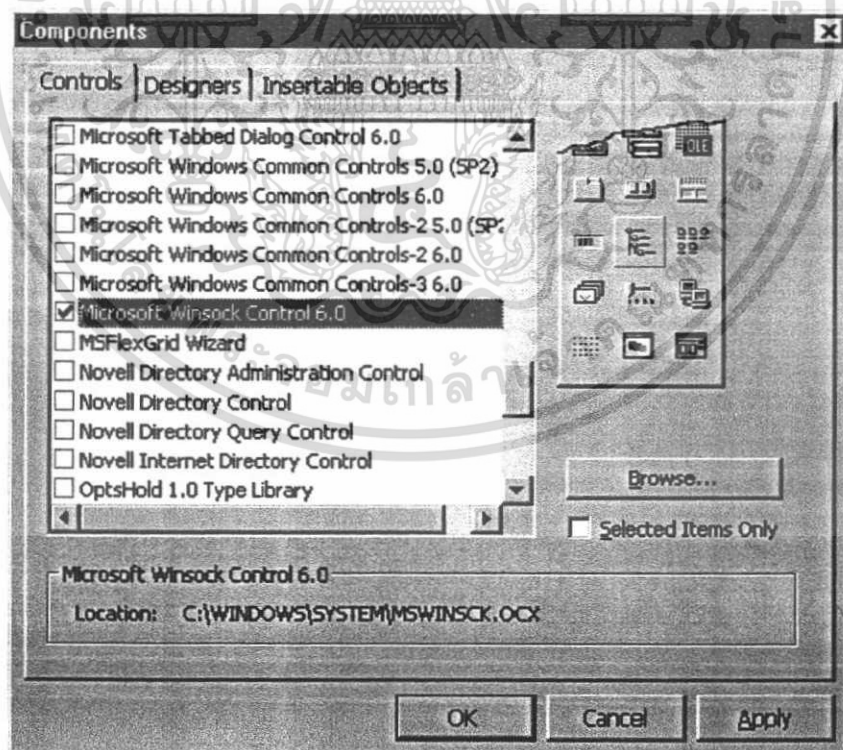 Components
Controls Designers Insertable Objects
Microsoft Tabbed Dialog Control 6.0
Microsoft Windows Common Controls 5.0 (SP2)
Microsoft Windows Common Controls 6.0
Microsoft Windows Common Controls-2 5.0 (SP2
Microsoft Windows Common Controls-2 6.0
Microsoft Windows Common Controls-3 6.0
Microsoft Winsock Control 6.0
MSFlexGrid Wizard
Novell Directory Administration Control
Novell Directory Control
Novell Directory Query Control
Novell Internet Directory Control
OptsHold 1.0 Type Library
OLE
Browse...
Selected Items Only
Microsoft Winsock Control 6.0
Location: C:\WINDOWS\SYSTEM\MSWINSCK.OCX
OK Cancel Apply